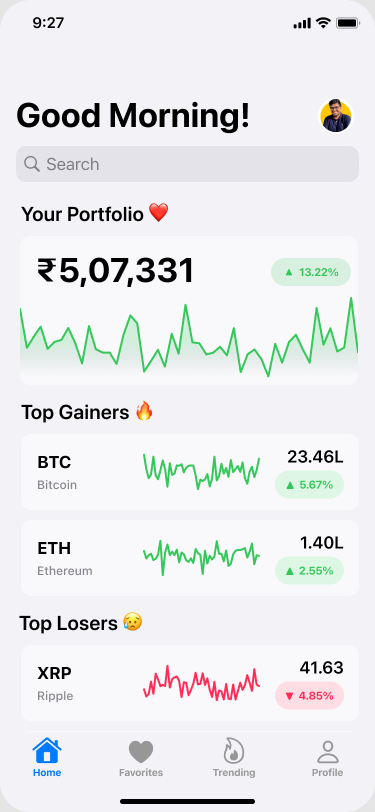 9:27
Good Morning!
Search
Your Portfolio ❤️
₹5,07,331
▲ 13.22%
Top Gainers 🔥
BTC
Bitcoin
23.46L
▲ 5.67%
ETH
Ethereum
1.40L
▲ 2.55%
Top Losers 😥
XRP
Ripple
41.63
▼ 4.85%
Home Favorites Trending Profile